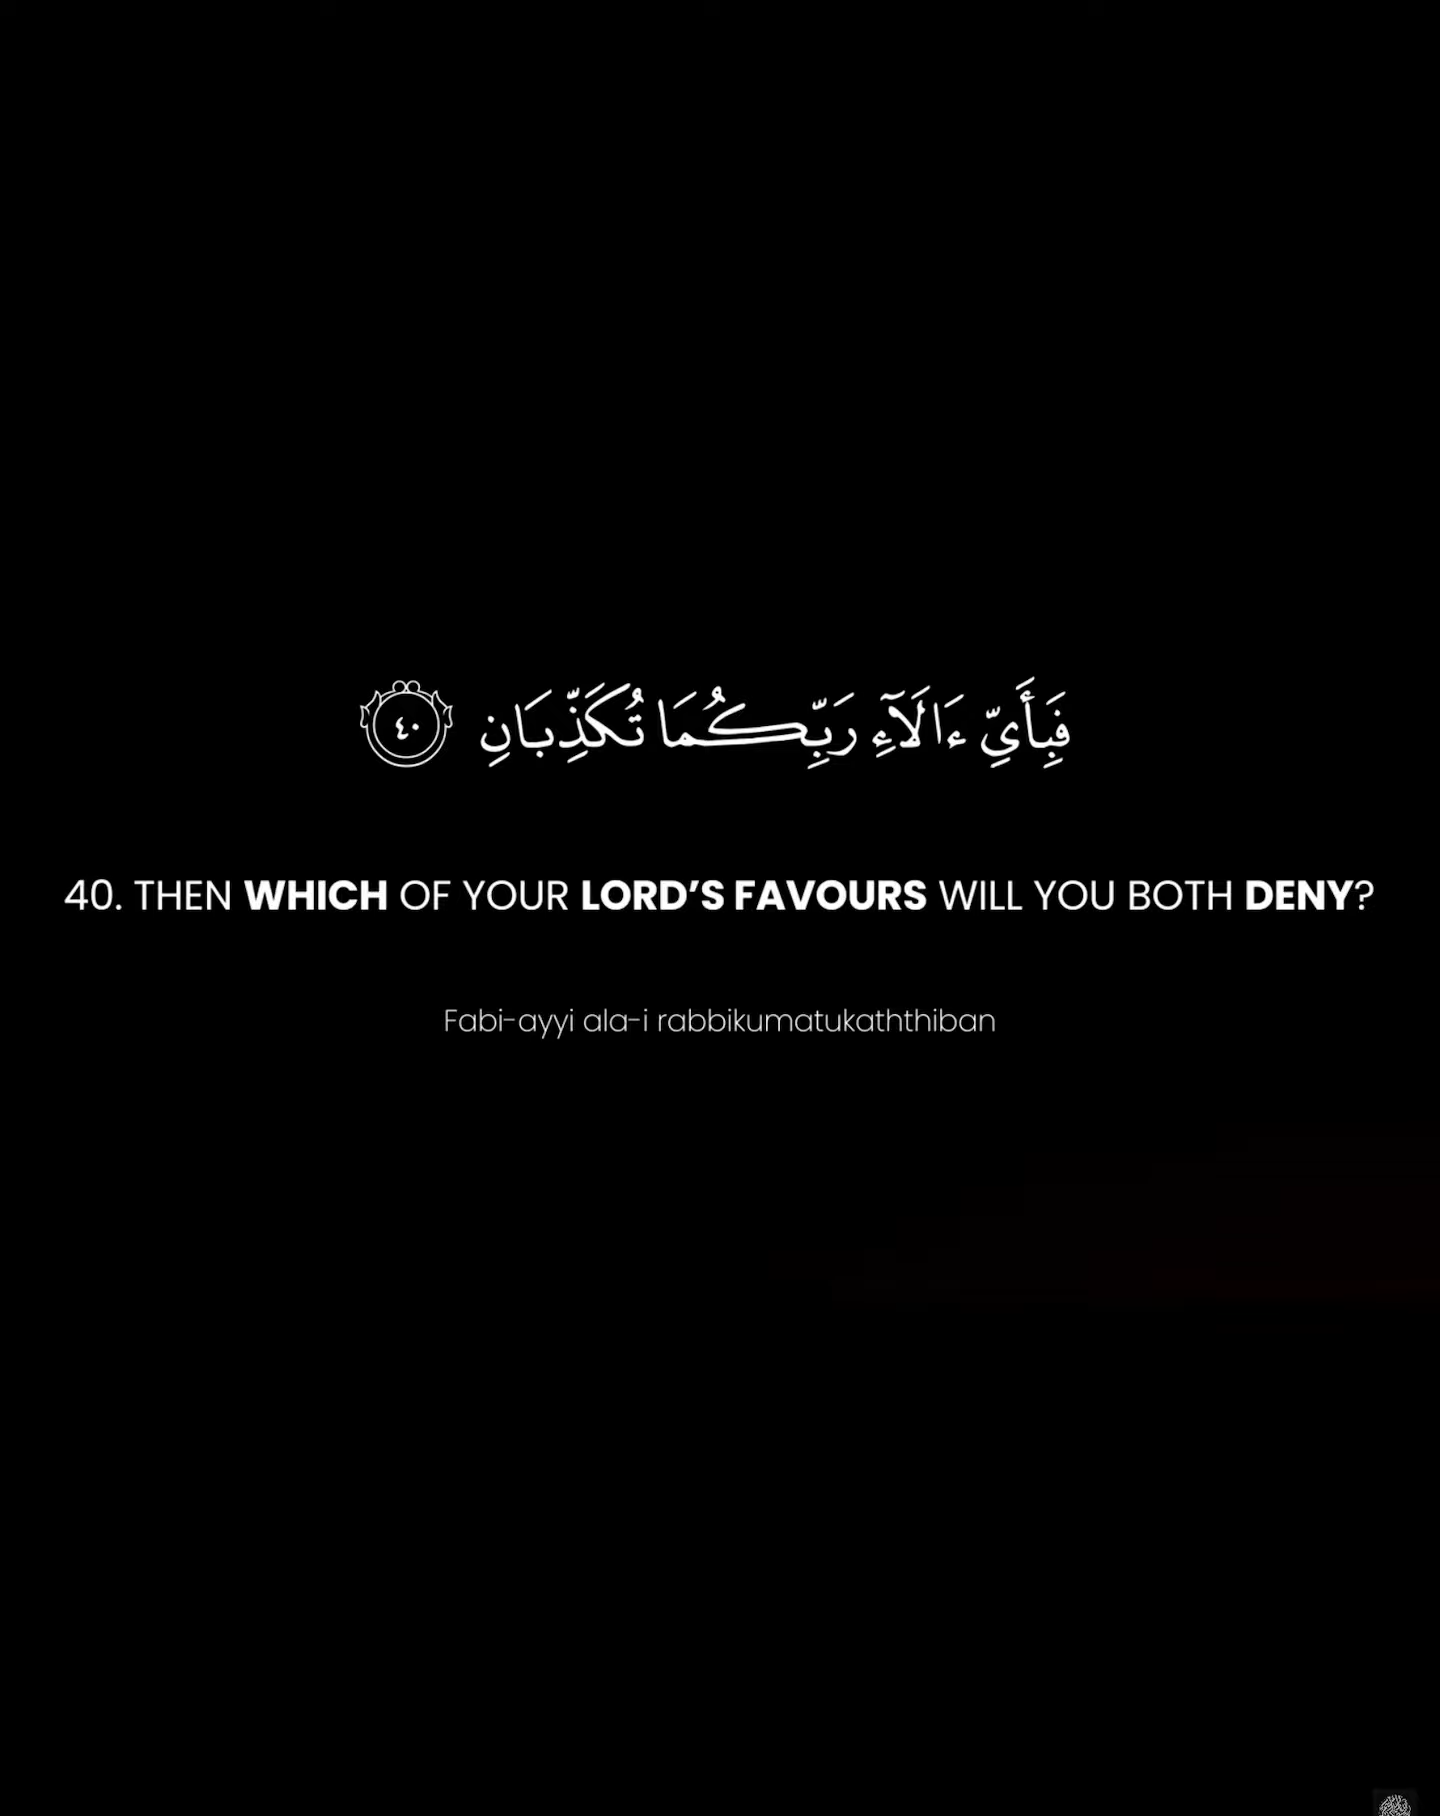 فَبِأَيِّ ءَالَآءِ رَبِّكُمَا تُكَذِّبَانِ ٤٠
40. THEN WHICH OF YOUR LORD’S FAVOURS WILL YOU BOTH DENY?
Fabi-ayyi ala-i rabbikumatukaththiban